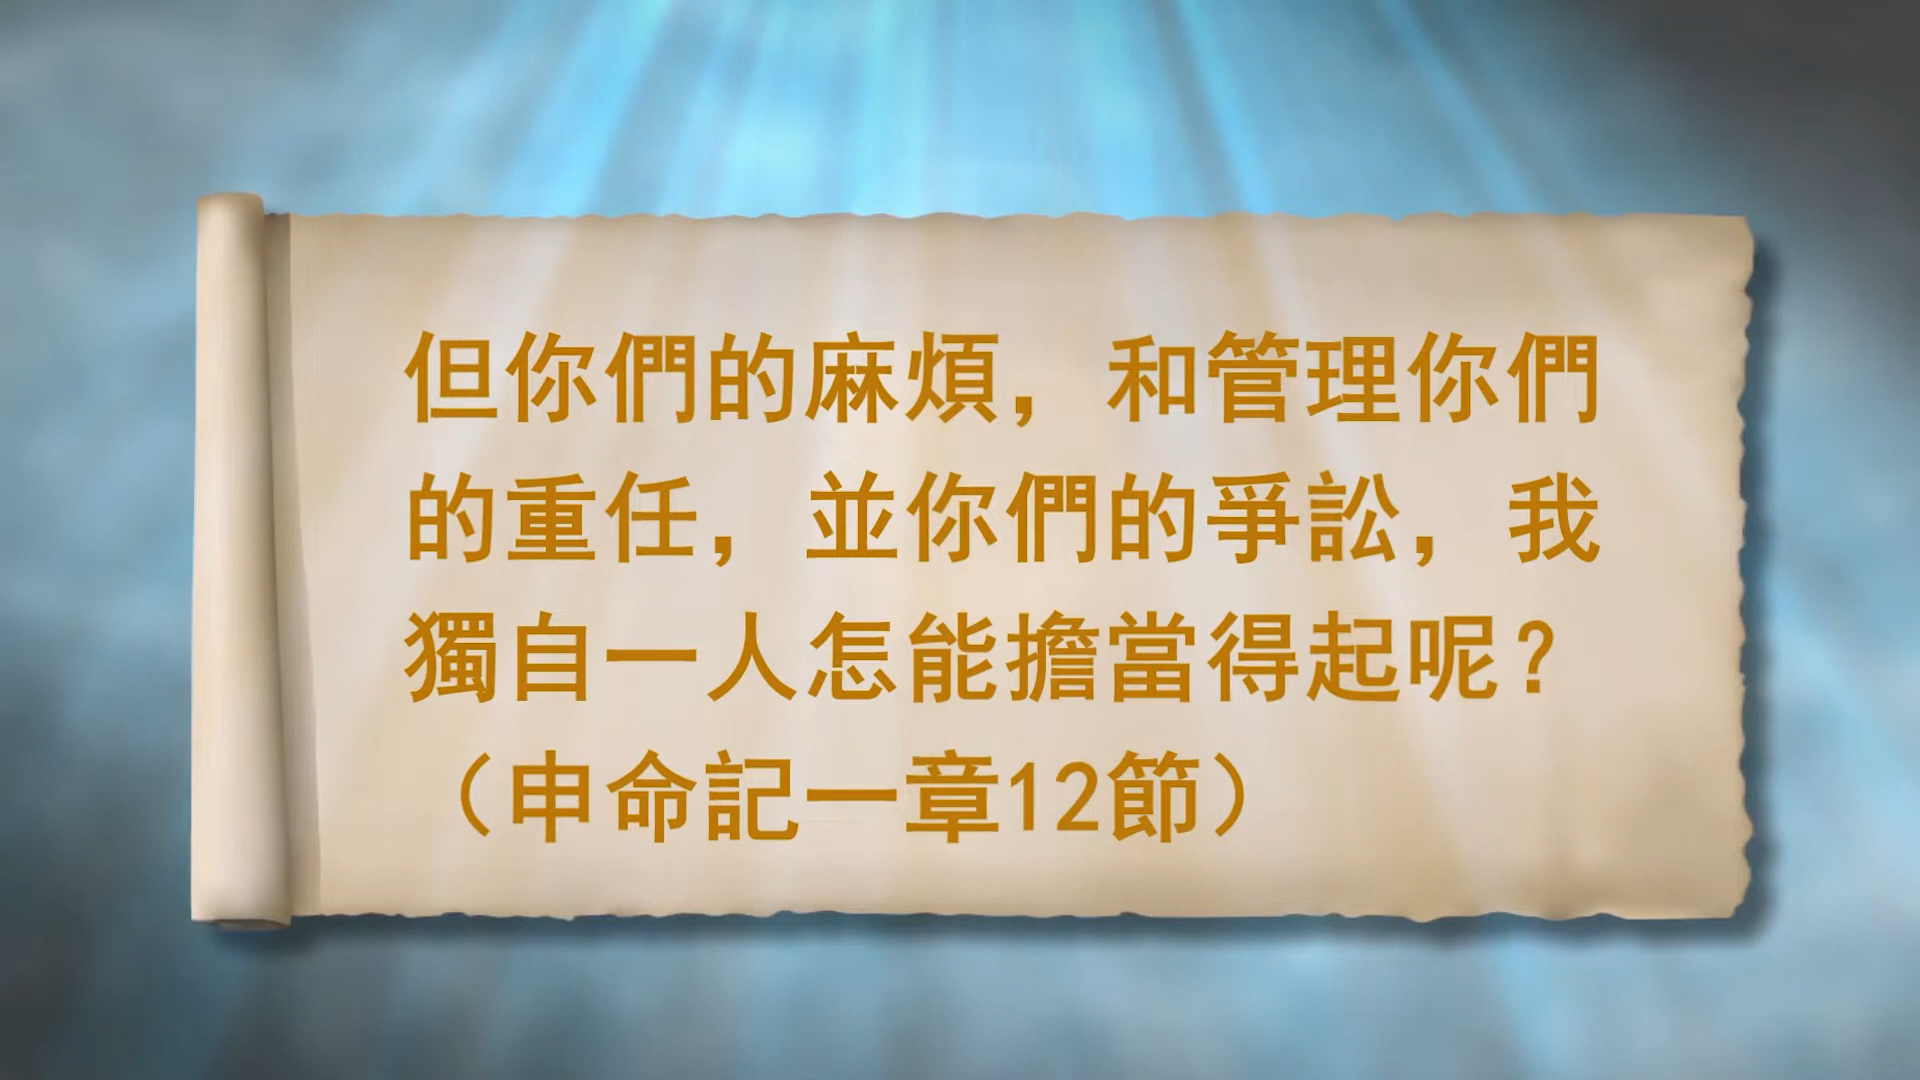 但你們的麻煩，和管理你們
的重任，並你們的爭訟，我
獨自一人怎能擔當得起呢？
（申命記一章12節）